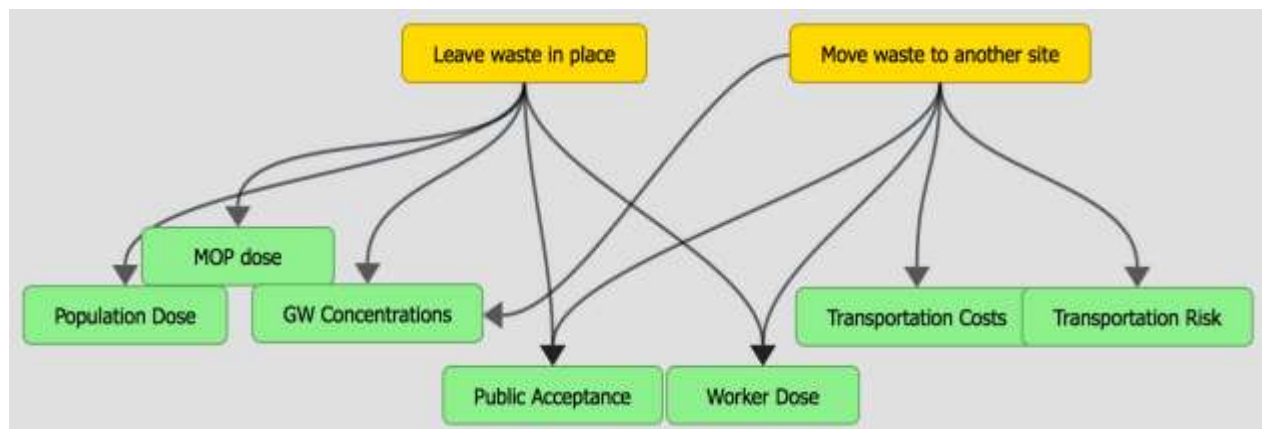 Leave waste in place
Move waste to another site
MOP dose
Population Dose
GW Concentrations
Transportation Costs
Transportation Risk
Public Acceptance
Worker Dose